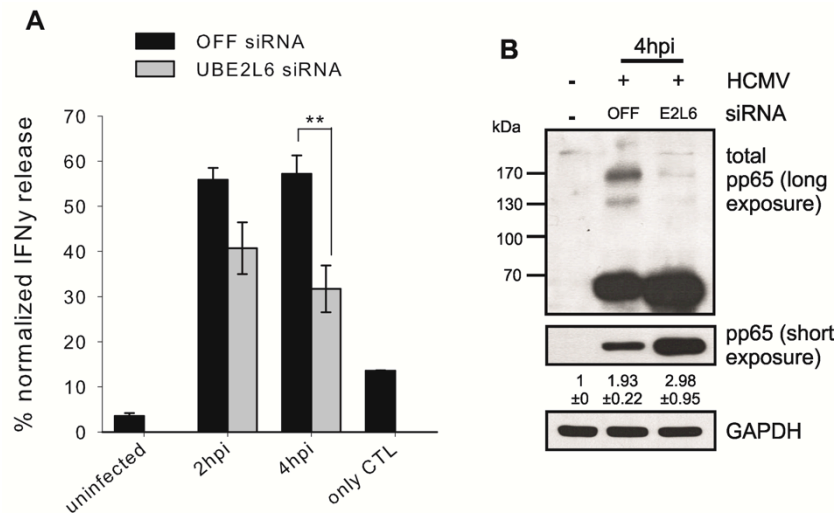 A
OFF siRNA
UBE2L6 siRNA
% normalized IFNγ release
70
60
50
40
30
20
10
0
**
uninfected
2hpi
4hpi
only CTL
B
4hpi
- + + HCMV
- OFF E2L6 siRNA
kDa
170
130
100
70
total
pp65 (long
exposure)
pp65 (short
exposure)
1 1.93 2.98
±0 ±0.22 ±0.95
GAPDH